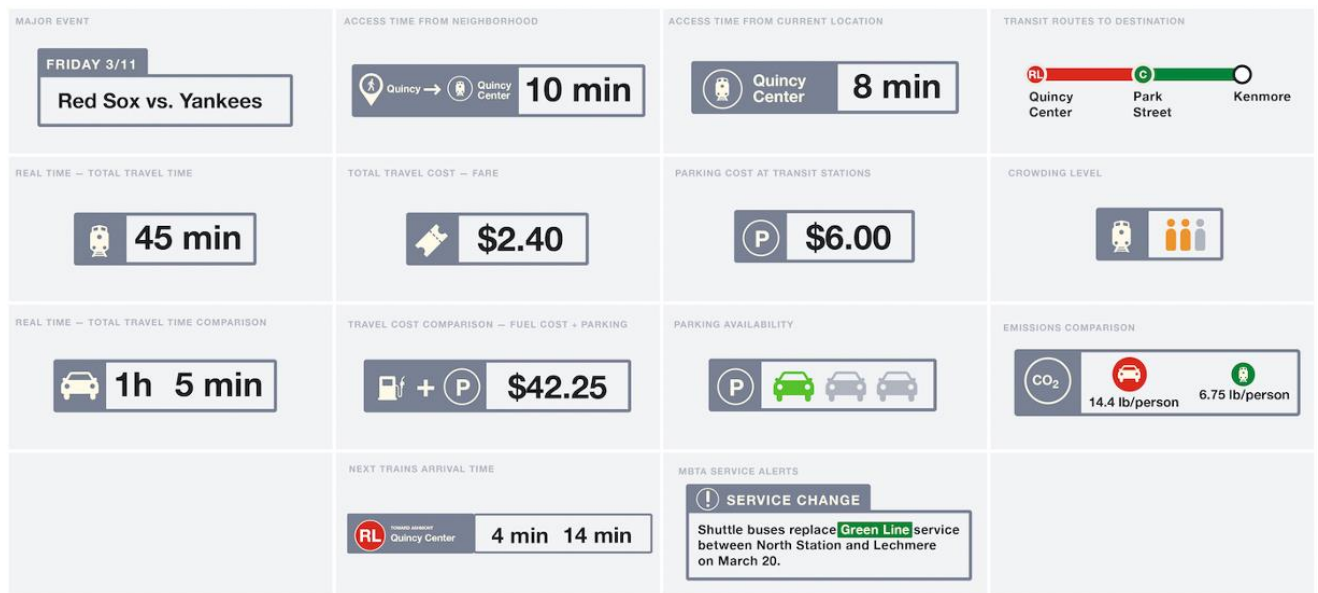 MAJOR EVENT
FRIDAY 3/11
Red Sox vs. Yankees
ACCESS TIME FROM NEIGHBORHOOD
Quincy → Quincy Center 10 min
ACCESS TIME FROM CURRENT LOCATION
Quincy Center 8 min
TRANSIT ROUTES TO DESTINATION
RL C
Quincy Center
Park Street
Kenmore
REAL TIME — TOTAL TRAVEL TIME
45 min
TOTAL TRAVEL COST — FARE
$2.40
PARKING COST AT TRANSIT STATIONS
P $6.00
CROWDING LEVEL
REAL TIME — TOTAL TRAVEL TIME COMPARISON
1h 5 min
TRAVEL COST COMPARISON — FUEL COST + PARKING
+ P $42.25
PARKING AVAILABILITY
P
EMISSIONS COMPARISON
CO₂
14.4 lb/person
6.75 lb/person
NEXT TRAINS ARRIVAL TIME
RL
TOWARD ASHMONT
Quincy Center
4 min 14 min
MBTA SERVICE ALERTS
! SERVICE CHANGE
Shuttle buses replace Green Line service
between North Station and Lechmere
on March 20.